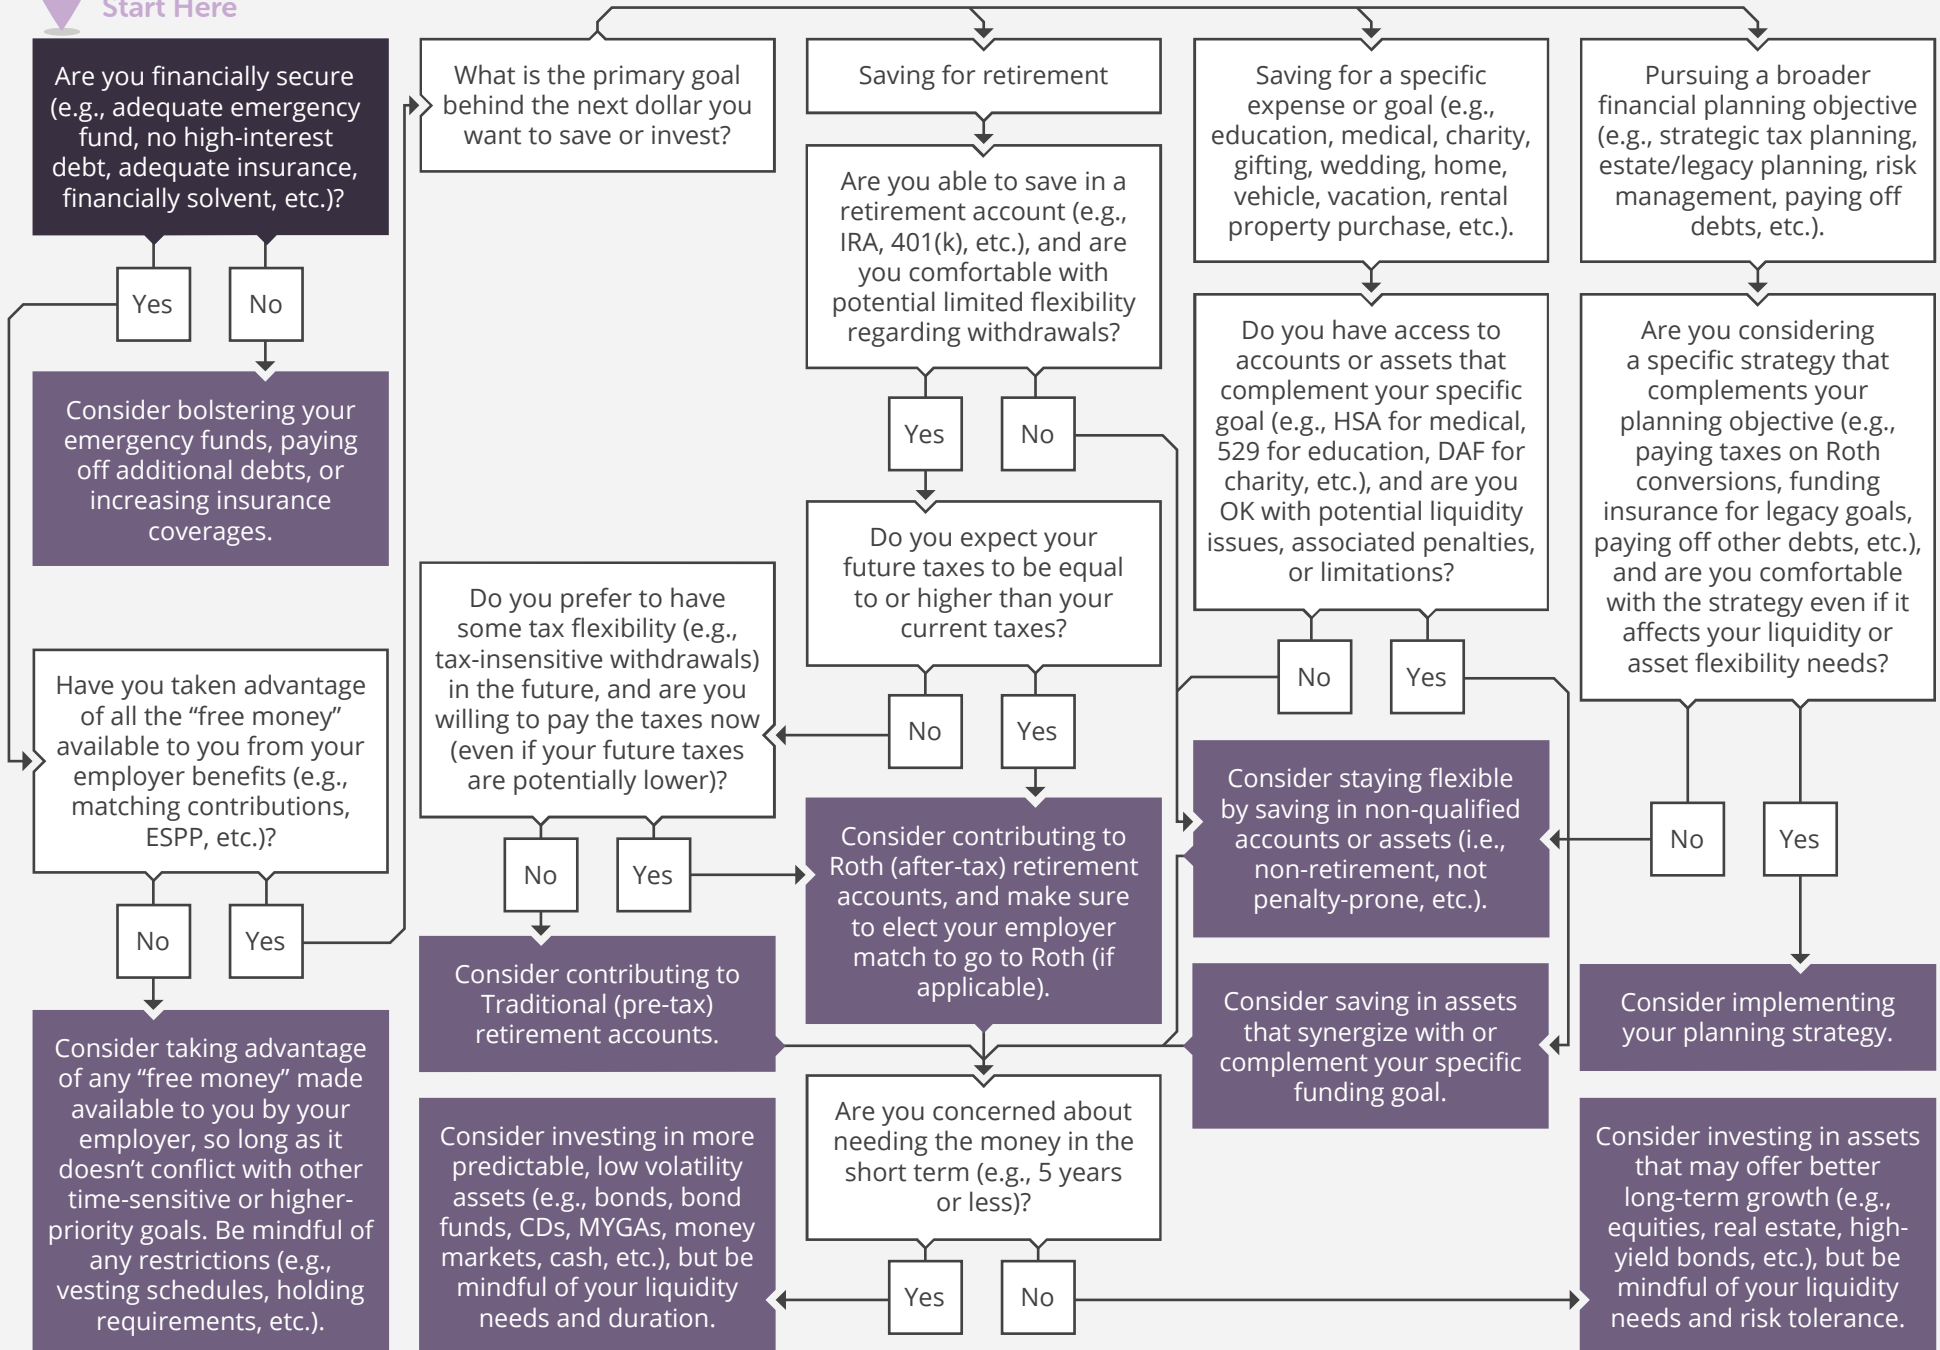 Start Here
Are you financially secure
(e.g., adequate emergency
fund, no high-interest
debt, adequate insurance,
financially solvent, etc.)?
Yes
No
Consider bolstering your
emergency funds, paying
off additional debts, or
increasing insurance
coverages.
Have you taken advantage
of all the “free money”
available to you from your
employer benefits (e.g.,
matching contributions,
ESPP, etc.)?
No
Yes
Consider taking advantage
of any “free money” made
available to you by your
employer, so long as it
doesn’t conflict with other
time-sensitive or higher-
priority goals. Be mindful of
any restrictions (e.g.,
vesting schedules, holding
requirements, etc.).
What is the primary goal
behind the next dollar you
want to save or invest?
Saving for retirement
Are you able to save in a
retirement account (e.g.,
IRA, 401(k), etc.), and are
you comfortable with
potential limited flexibility
regarding withdrawals?
Yes
No
Do you expect your
future taxes to be equal
to or higher than your
current taxes?
No
Yes
Do you prefer to have
some tax flexibility (e.g.,
tax-insensitive withdrawals)
in the future, and are you
willing to pay the taxes now
(even if your future taxes
are potentially lower)?
No
Yes
Consider contributing to
Traditional (pre-tax)
retirement accounts.
Consider contributing to
Roth (after-tax) retirement
accounts, and make sure
to elect your employer
match to go to Roth (if
applicable).
Saving for a specific
expense or goal (e.g.,
education, medical, charity,
gifting, wedding, home,
vehicle, vacation, rental
property purchase, etc.).
Do you have access to
accounts or assets that
complement your specific
goal (e.g., HSA for medical,
529 for education, DAF for
charity, etc.), and are you
OK with potential liquidity
issues, associated penalties,
or limitations?
No
Yes
Consider staying flexible
by saving in non-qualified
accounts or assets (i.e.,
non-retirement, not
penalty-prone, etc.).
Consider saving in assets
that synergize with or
complement your specific
funding goal.
Pursuing a broader
financial planning objective
(e.g., strategic tax planning,
estate/legacy planning, risk
management, paying off
debts, etc.).
Are you considering
a specific strategy that
complements your
planning objective (e.g.,
paying taxes on Roth
conversions, funding
insurance for legacy goals,
paying off other debts, etc.),
and are you comfortable
with the strategy even if it
affects your liquidity or
asset flexibility needs?
No
Yes
Consider implementing
your planning strategy.
Are you concerned about
needing the money in the
short term (e.g., 5 years
or less)?
Yes
No
Consider investing in more
predictable, low volatility
assets (e.g., bonds, bond
funds, CDs, MYGAs, money
markets, cash, etc.), but be
mindful of your liquidity
needs and duration.
Consider investing in assets
that may offer better
long-term growth (e.g.,
equities, real estate, high-
yield bonds, etc.), but be
mindful of your liquidity
needs and risk tolerance.